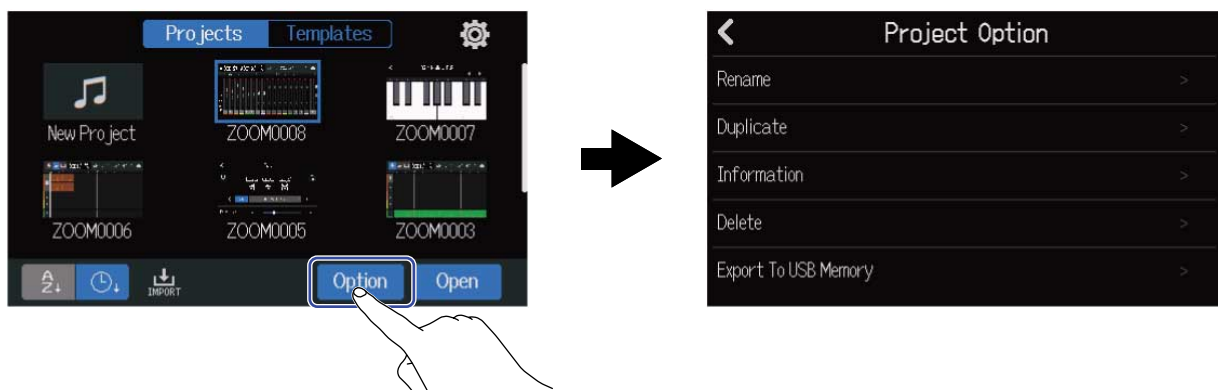 Projects Templates
New Project ZOOM0008 ZOOM0007
ZOOM0006 ZOOM0005 ZOOM0003
A
Z↓ IMPORT Option Open
Project Option
Rename >
Duplicate >
Information >
Delete >
Export To USB Memory >